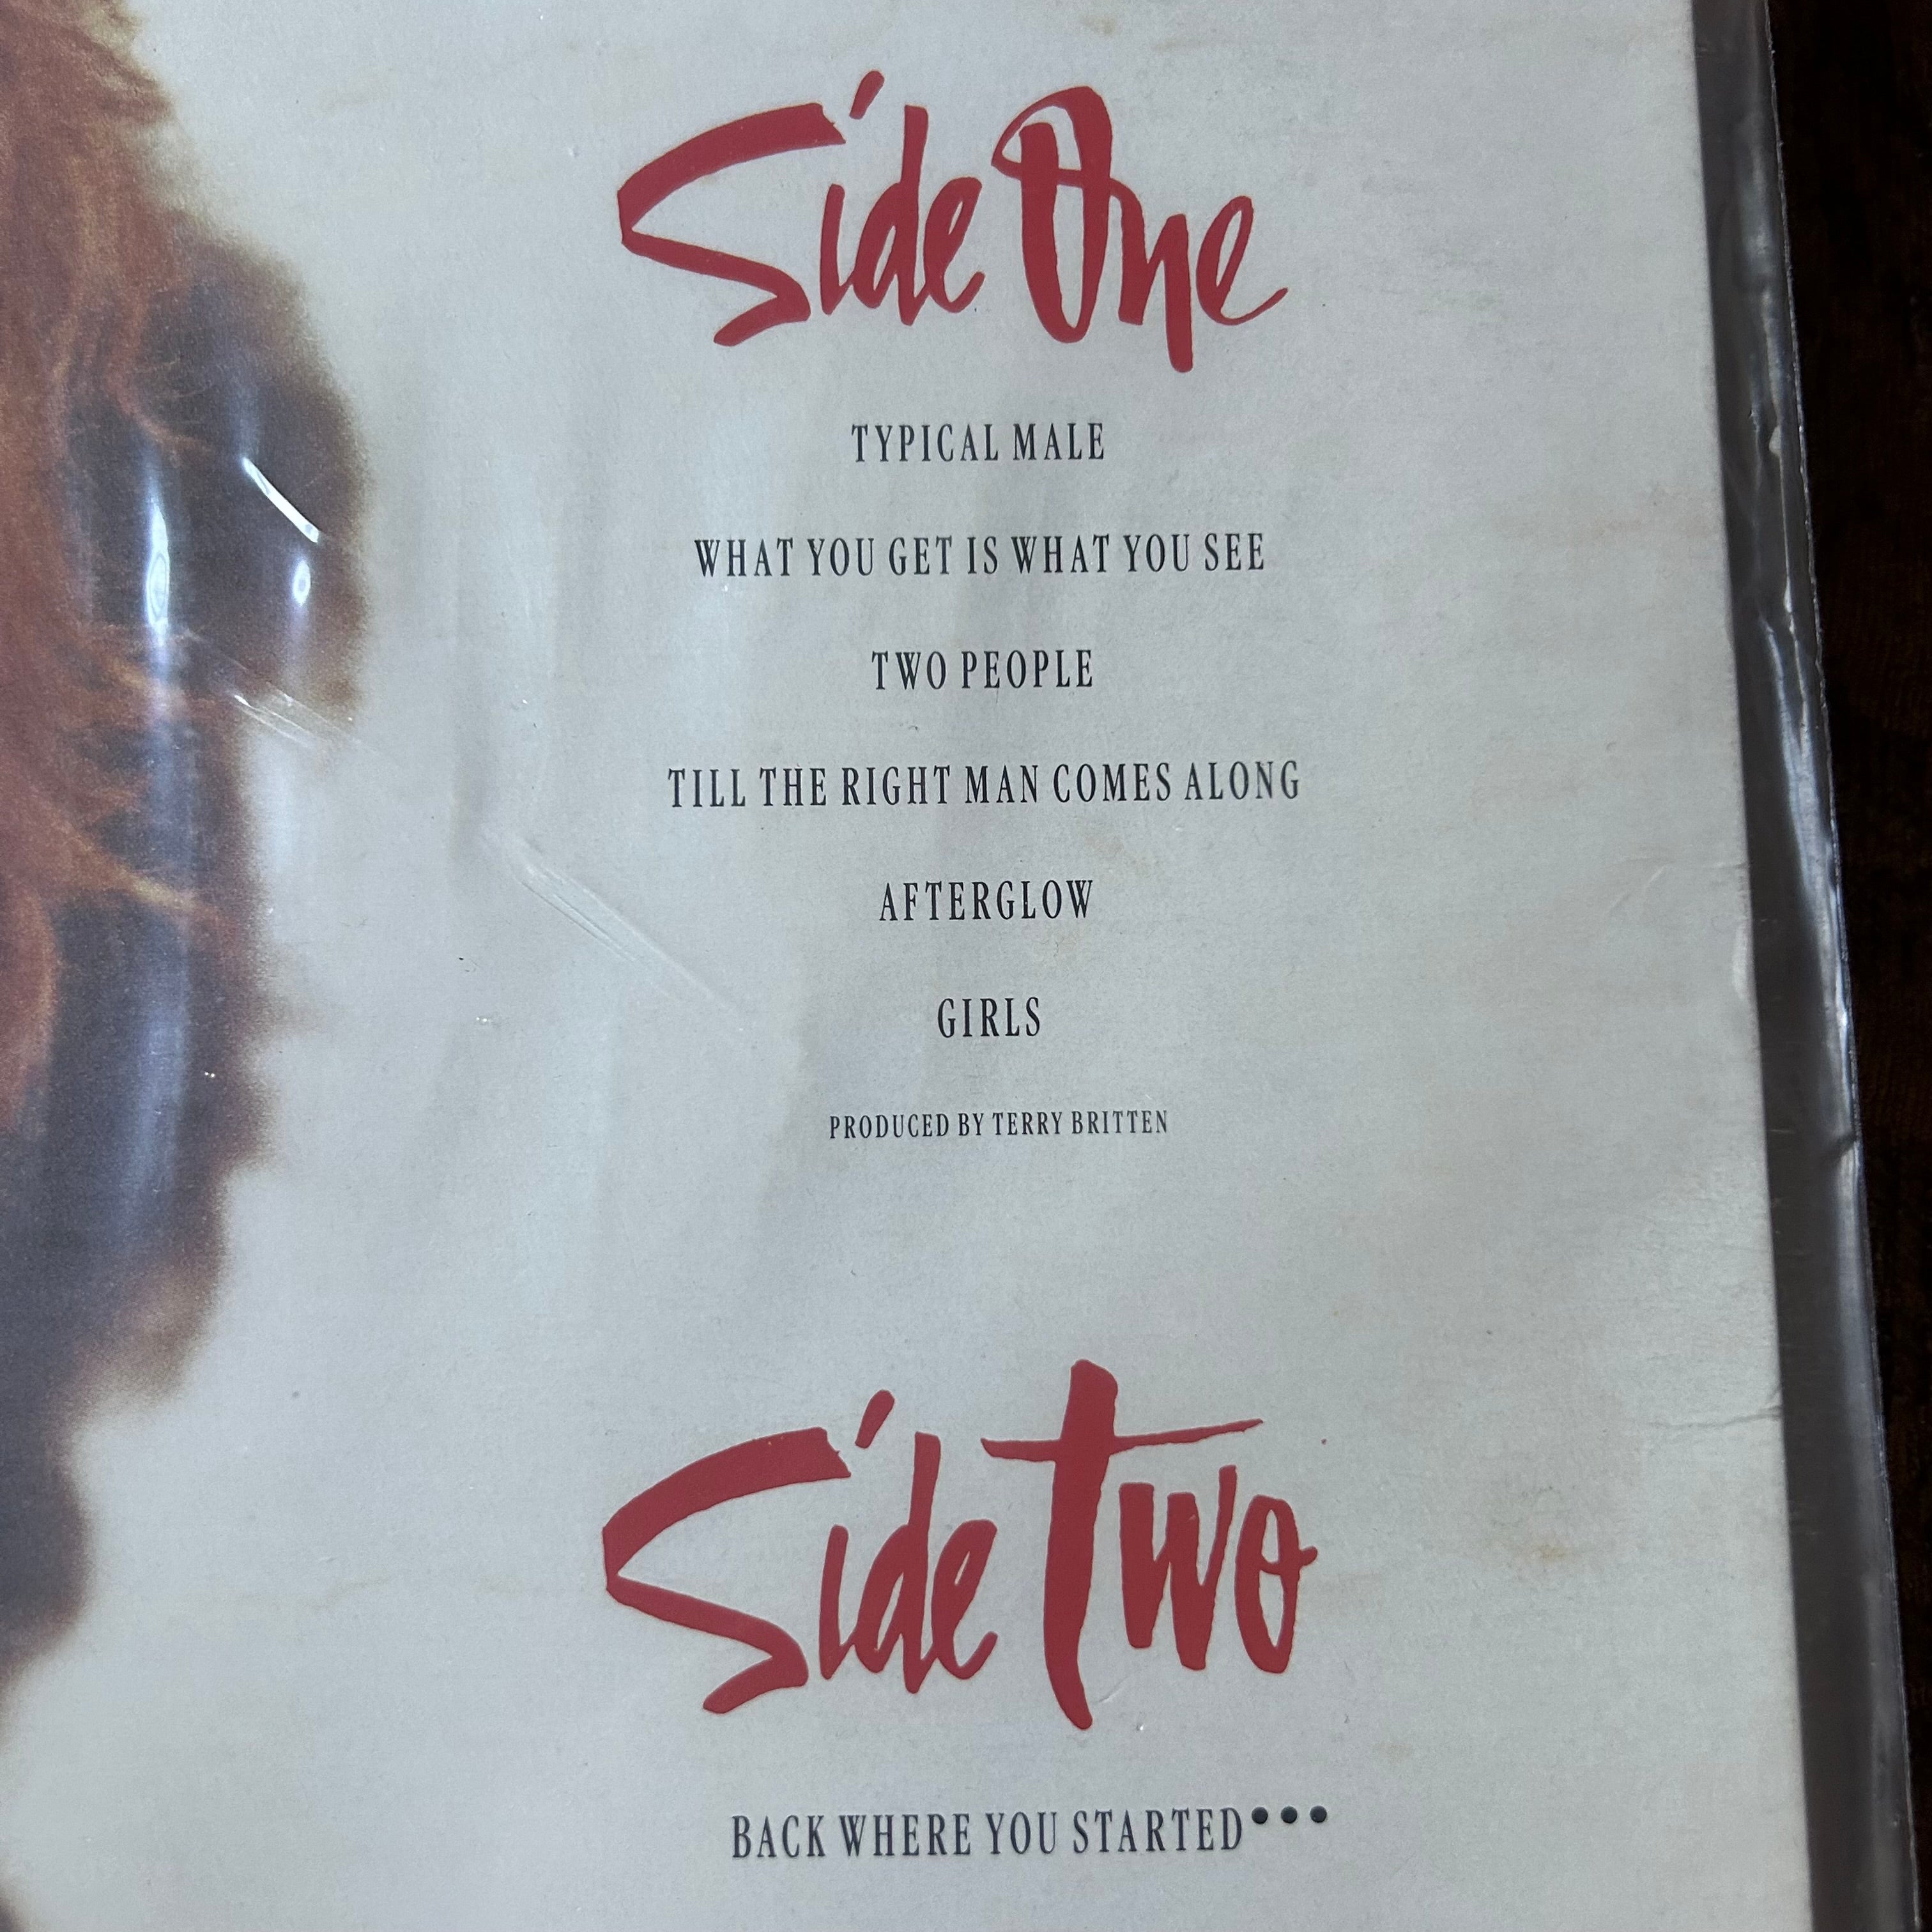 Side One
TYPICAL MALE
WHAT YOU GET IS WHAT YOU SEE
TWO PEOPLE
TILL THE RIGHT MAN COMES ALONG
AFTERGLOW
GIRLS
PRODUCED BY TERRY BRITTEN
Side Two
BACK WHERE YOU STARTED•••